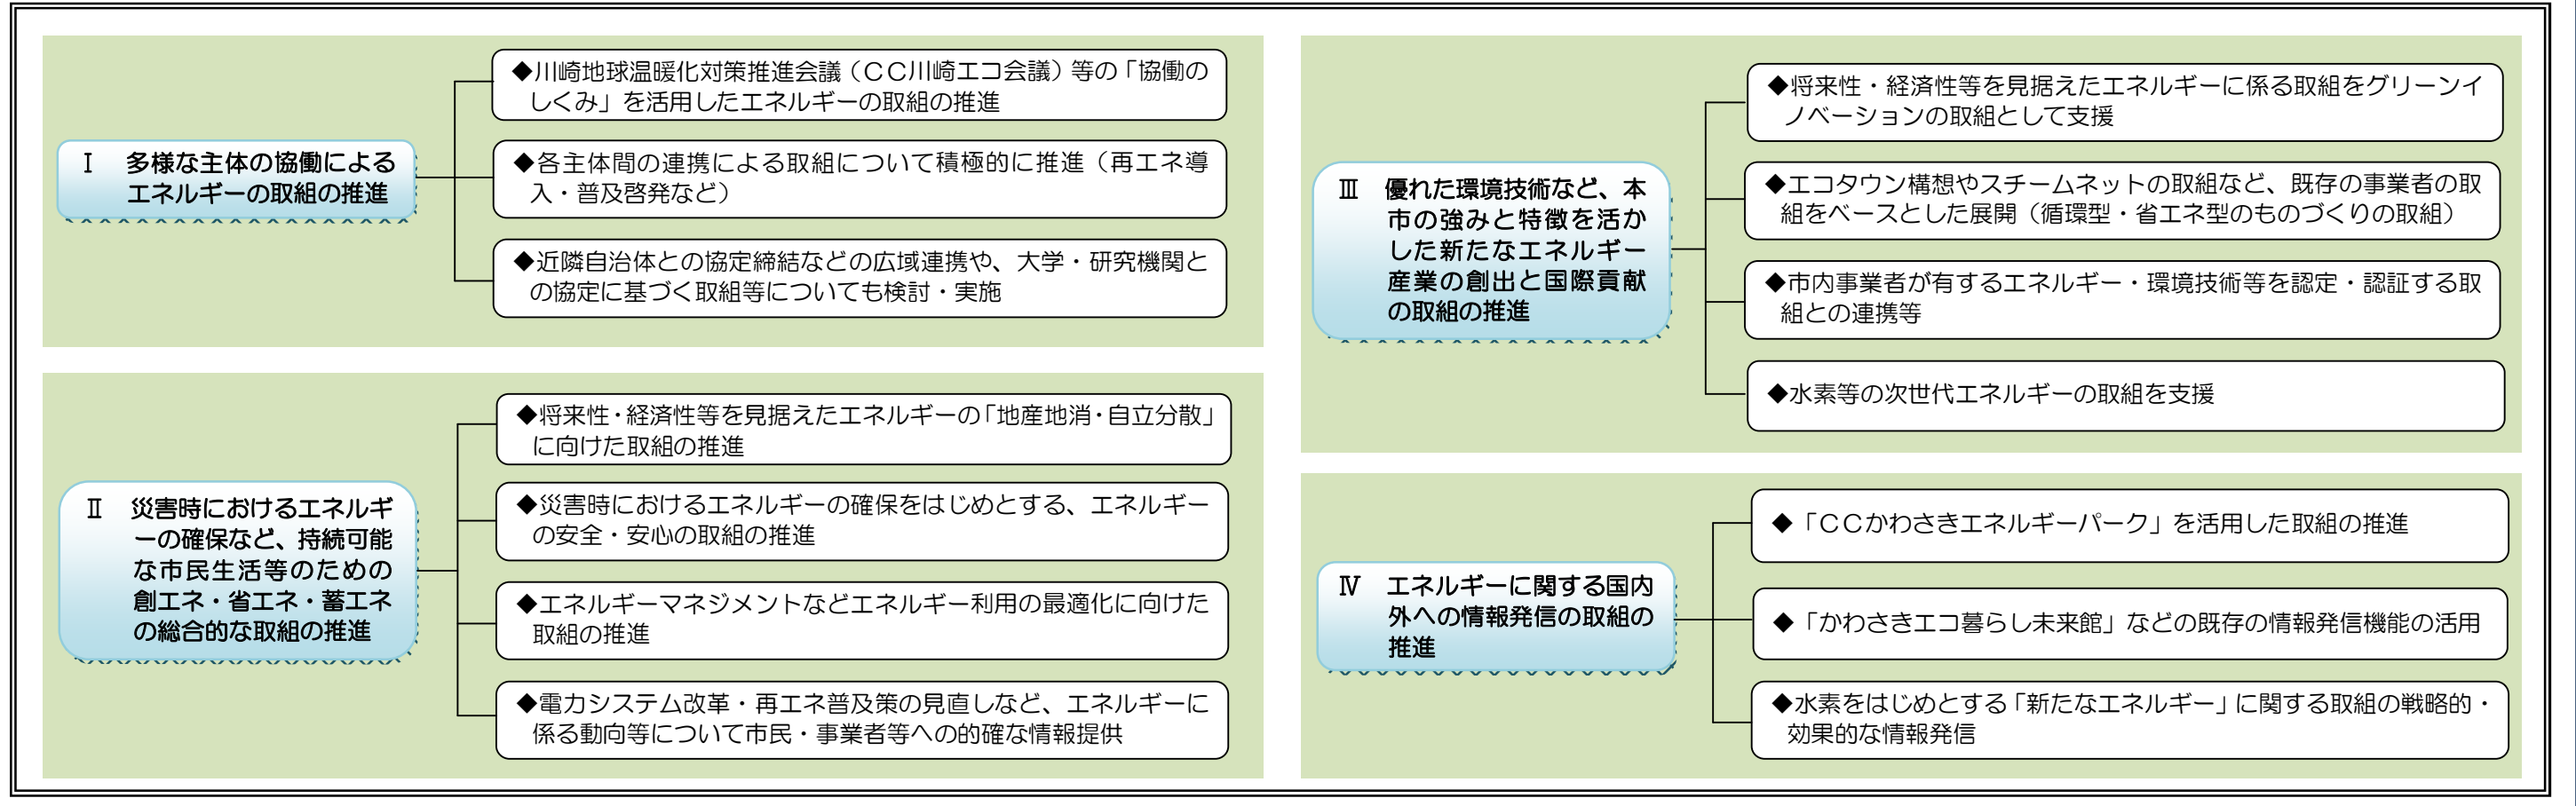 Ⅰ 多様な主体の協働による
エネルギーの取組の推進
◆川崎地球温暖化対策推進会議（ＣＣ川崎エコ会議）等の「協働の
しくみ」を活用したエネルギーの取組の推進
◆各主体間の連携による取組について積極的に推進（再エネ導
入・普及啓発など）
◆近隣自治体との協定締結などの広域連携や、大学・研究機関と
の協定に基づく取組等についても検討・実施
Ⅱ 災害時におけるエネルギ
ーの確保など、持続可能
な市民生活等のための
創エネ・省エネ・蓄エネ
の総合的な取組の推進
◆将来性・経済性等を見据えたエネルギーの「地産地消・自立分散」
に向けた取組の推進
◆災害時におけるエネルギーの確保をはじめとする、エネルギー
の安全・安心の取組の推進
◆エネルギーマネジメントなどエネルギー利用の最適化に向けた
取組の推進
◆電力システム改革・再エネ普及策の見直しなど、エネルギーに
係る動向等について市民・事業者等への的確な情報提供
Ⅲ 優れた環境技術など、本
市の強みと特徴を活か
した新たなエネルギー
産業の創出と国際貢献
の取組の推進
◆将来性・経済性等を見据えたエネルギーに係る取組をグリーンイ
ノベーションの取組として支援
◆エコタウン構想やスチームネットの取組など、既存の事業者の取
組をベースとした展開（循環型・省エネ型のものづくりの取組）
◆市内事業者が有するエネルギー・環境技術等を認定・認証する取
組との連携等
◆水素等の次世代エネルギーの取組を支援
Ⅳ エネルギーに関する国内
外への情報発信の取組の
推進
◆「ＣＣかわさきエネルギーパーク」を活用した取組の推進
◆「かわさきエコ暮らし未来館」などの既存の情報発信機能の活用
◆水素をはじめとする「新たなエネルギー」に関する取組の戦略的・
効果的な情報発信